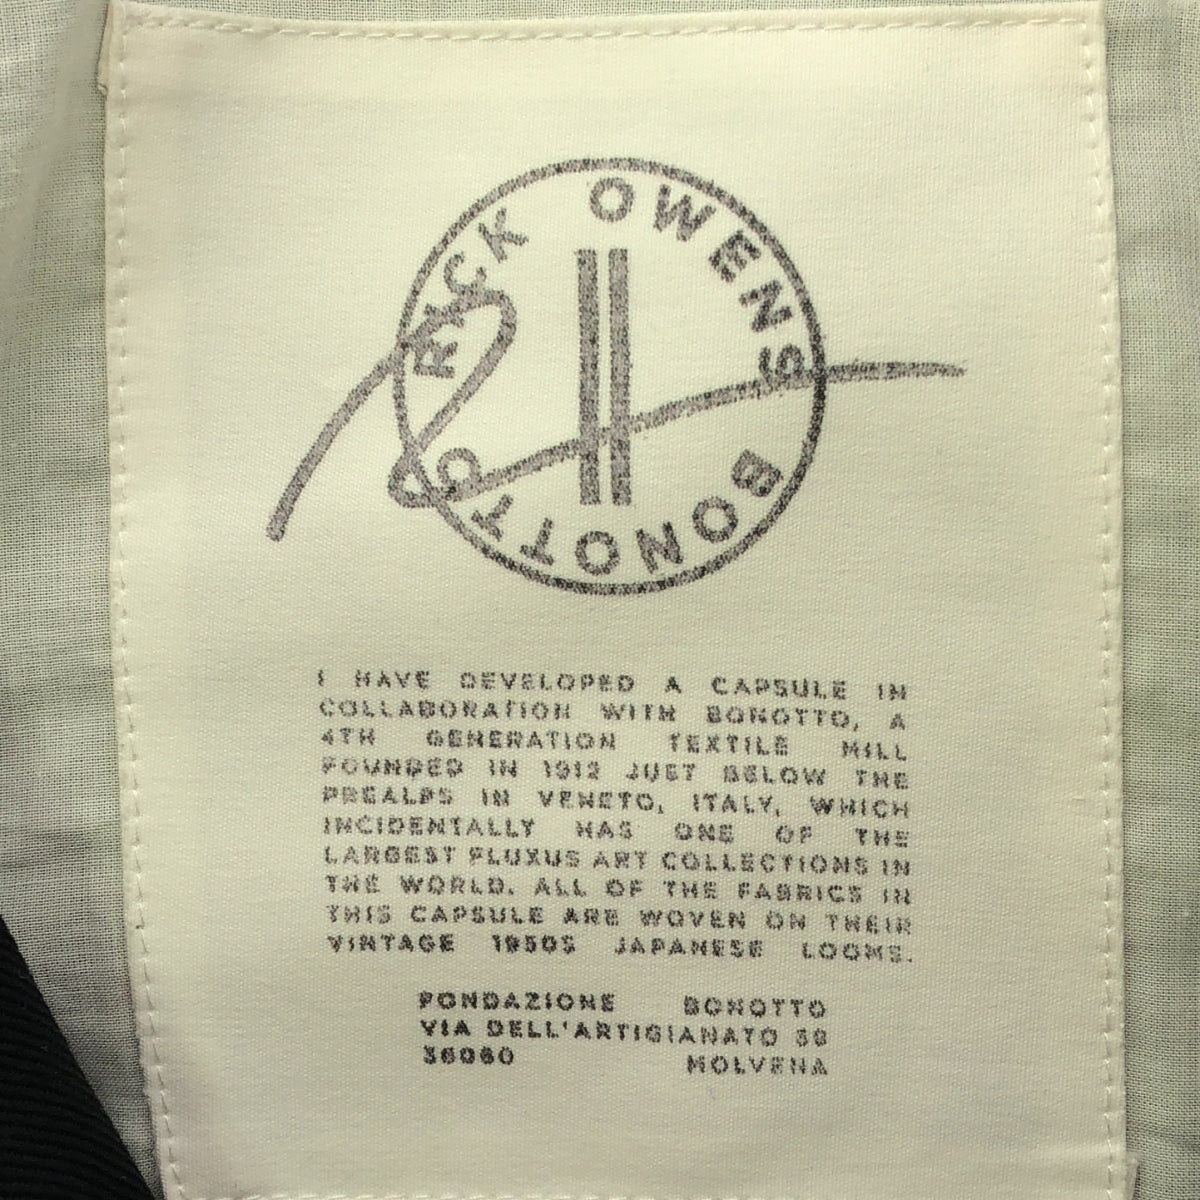 RICK OWENS
BONOTTO
I HAVE DEVELOPED A CAPSULE IN
COLLABORATION WITH BONOTTO, A
4TH GENERATION TEXTILE MILL
FOUNDED IN 1912 JUST BELOW THE
PREALPS IN VENETO, ITALY, WHICH
INCIDENTALLY HAS ONE OF THE
LARGEST FLUXUS ART COLLECTIONS IN
THE WORLD. ALL OF THE FABRICS IN
THIS CAPSULE ARE WOVEN ON THEIR
VINTAGE 1950S JAPANESE LOOMS.
FONDAZIONE BONOTTO
VIA DELL'ARTIGIANATO
36060 MOLVENA